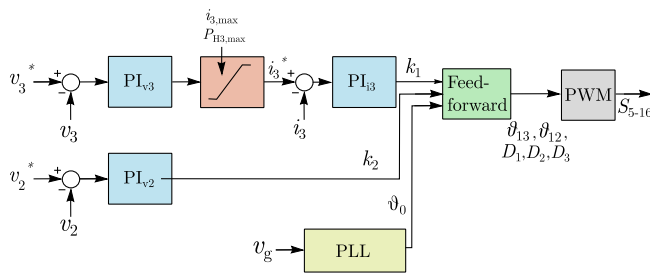 i3,max
PH3,max
v3*
+
−
v3
PIv3
i3*
+
−
i3
PIi3
k1
Feed-
forward
PWM
S5-16
ϑ13, ϑ12,
D1, D2, D3
v2*
+
−
v2
PIv2
k2
ϑ0
vg
PLL